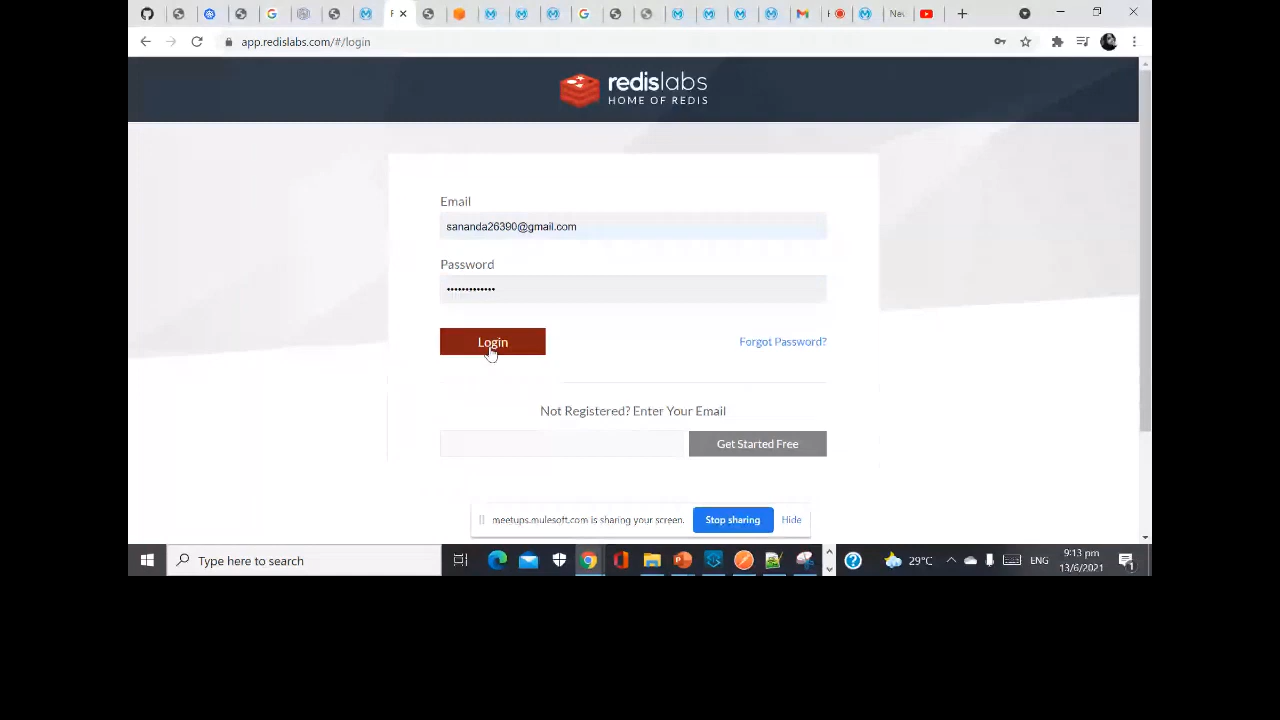 app.redislabs.com/#/login
redislabs
HOME OF REDIS
Email
sananda26390@gmail.com
Password
•••••••••••••
Login
Forgot Password?
Not Registered? Enter Your Email
Get Started Free
meetups.mulesoft.com is sharing your screen.
Stop sharing
Hide
Type here to search
29°C
ENG
9:13 pm
13/6/2021
1